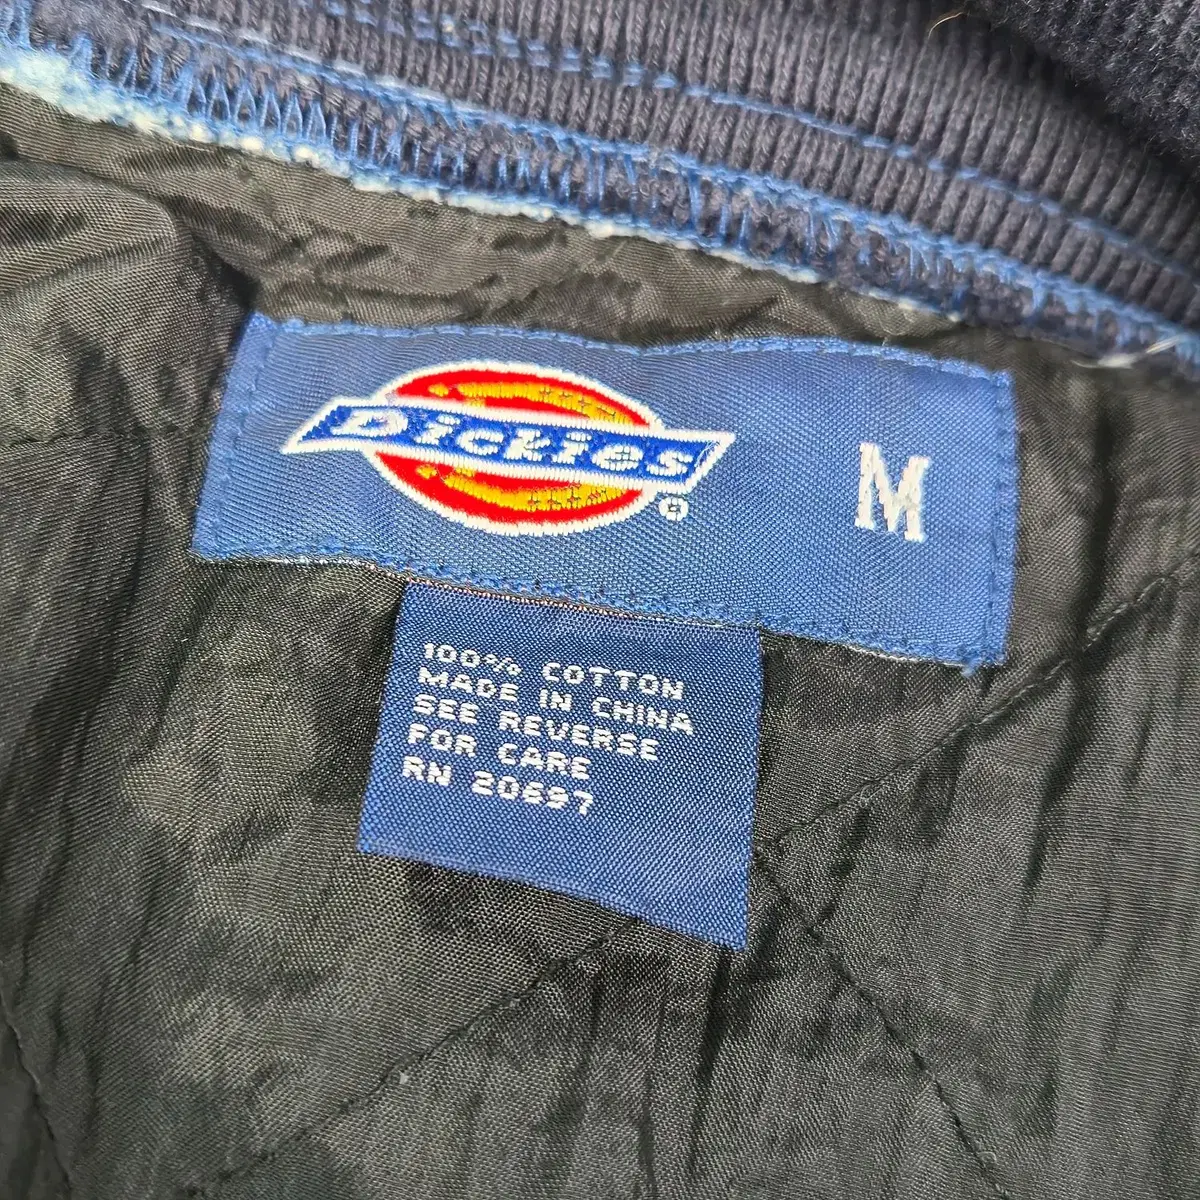 Dickies®
M
100% COTTON
MADE IN CHINA
SEE REVERSE
FOR CARE
RN 20697